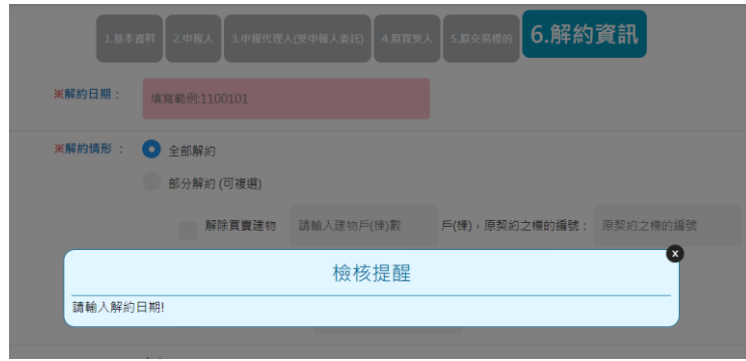 1.基本資料 2.申報人 3.申報代理人(受申報人委託) 4.原買受人 5.原交易標的 6.解約資訊
※解約日期： 填寫範例:1100101
※解約情形 ： 全部解約
部分解約 (可複選)
解除買賣建物 請輸入建物戶(棟)數 戶(棟)，原契約之標的編號： 原契約之標的編號
x
檢核提醒
請輸入解約日期!